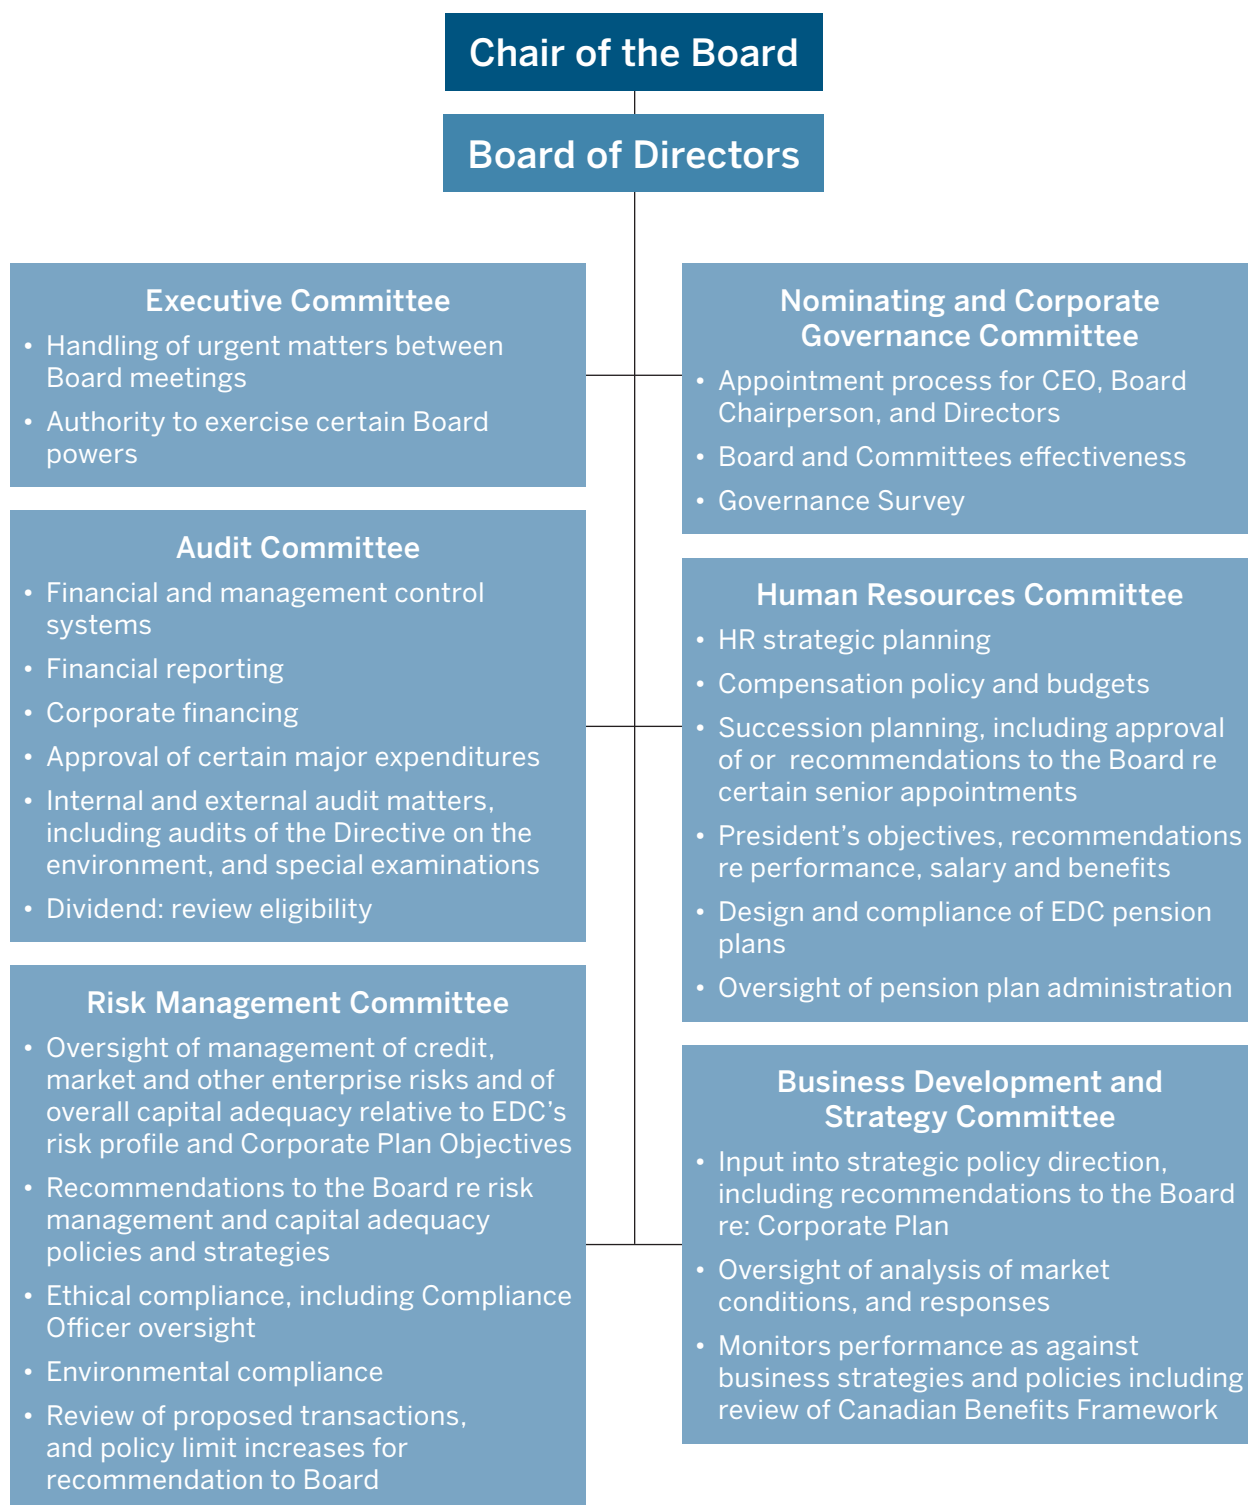 Chair of the Board
Board of Directors
Executive Committee
• Handling of urgent matters between
Board meetings
• Authority to exercise certain Board
powers
Audit Committee
• Financial and management control
systems
• Financial reporting
• Corporate financing
• Approval of certain major expenditures
• Internal and external audit matters,
including audits of the Directive on the
environment, and special examinations
• Dividend: review eligibility
Risk Management Committee
• Oversight of management of credit,
market and other enterprise risks and of
overall capital adequacy relative to EDC’s
risk profile and Corporate Plan Objectives
• Recommendations to the Board re risk
management and capital adequacy
policies and strategies
• Ethical compliance, including Compliance
Officer oversight
• Environmental compliance
• Review of proposed transactions,
and policy limit increases for
recommendation to Board
Nominating and Corporate
Governance Committee
• Appointment process for CEO, Board
Chairperson, and Directors
• Board and Committees effectiveness
• Governance Survey
Human Resources Committee
• HR strategic planning
• Compensation policy and budgets
• Succession planning, including approval
of or recommendations to the Board re
certain senior appointments
• President’s objectives, recommendations
re performance, salary and benefits
• Design and compliance of EDC pension
plans
• Oversight of pension plan administration
Business Development and
Strategy Committee
• Input into strategic policy direction,
including recommendations to the Board
re: Corporate Plan
• Oversight of analysis of market
conditions, and responses
• Monitors performance as against
business strategies and policies including
review of Canadian Benefits Framework